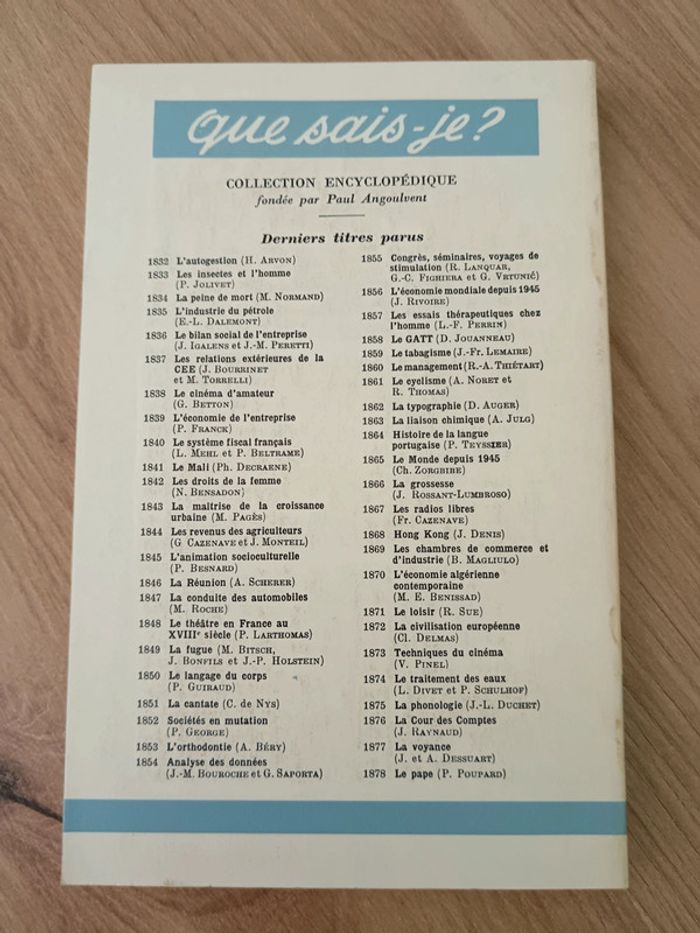 que sais-je?
COLLECTION ENCYCLOPÉDIQUE
fondée par Paul Angoulvent
Derniers titres parus
1832 L'autogestion (H. ARVON)
1833 Les insectes et l'homme
(P. JOLIVET)
1834 La peine de mort (M. NORMAND)
1835 L'industrie du pétrole
(E.-L. DALEMONT)
1836 Le bilan social de l'entreprise
(J. IGALENS et J.-M. PERETTI)
1837 Les relations extérieures de la
CEE (J. BOURRINET
et M. TORRELLI)
1838 Le cinéma d'amateur
(G. BETTON)
1839 L'économie de l'entreprise
(P. FRANCK)
1840 Le système fiscal français
(L. MEHL et P. BELTRAME)
1841 Le Mali (Ph. DECRAENE)
1842 Les droits de la femme
(N. BENSADON)
1843 La maîtrise de la croissance
urbaine (M. PAGÈS)
1844 Les revenus des agriculteurs
(G CAZENAVE et J. MONTEIL)
1845 L'animation socioculturelle
(P. BESNARD)
1846 La Réunion (A. SCHERER)
1847 La conduite des automobiles
(M. ROCHE)
1848 Le théâtre en France au
XVIIIe siècle (P. LARTHOMAS)
1849 La fugue (M. BITSCH,
J. BONFILS et J.-P. HOLSTEIN)
1850 Le langage du corps
(P. GUIRAUD)
1851 La cantate (C. de NYS)
1852 Sociétés en mutation
(P. GEORGE)
1853 L'orthodontie (A. BÉRY)
1854 Analyse des données
(J.-M. BOUROCHE et G. SAPORTA)
1855 Congrès, séminaires, voyages de
stimulation (R. LANQUAR,
G.-C. FIGHIERA et G. VRTUNIĆ)
1856 L'économie mondiale depuis 1945
(J. RIVOIRE)
1857 Les essais thérapeutiques chez
l'homme (L.-F. PERRIN)
1858 Le GATT (D. JOUANNEAU)
1859 Le tabagisme (J.-Fr. LEMAIRE)
1860 Le management (R.-A. THIÉTART)
1861 Le cyclisme (A. NORET et
R. THOMAS)
1862 La typographie (D. AUGER)
1863 La liaison chimique (A. JULG)
1864 Histoire de la langue
portugaise (P. TEYSSIER)
1865 Le Monde depuis 1945
(Ch. ZORGBIBE)
1866 La grossesse
(J. ROSSANT-LUMBROSO)
1867 Les radios libres
(Fr. CAZENAVE)
1868 Hong Kong (J. DENIS)
1869 Les chambres de commerce et
d'industrie (B. MAGLIULO)
1870 L'économie algérienne
contemporaine
(M. E. BENISSAD)
1871 Le loisir (R. SUE)
1872 La civilisation européenne
(Cl. DELMAS)
1873 Techniques du cinéma
(V. PINEL)
1874 Le traitement des eaux
(L. DIVET et P. SCHULHOF)
1875 La phonologie (J.-L. DUCHET)
1876 La Cour des Comptes
(J. RAYNAUD)
1877 La voyance
(J. et A. DESSUART)
1878 Le pape (P. POUPARD)